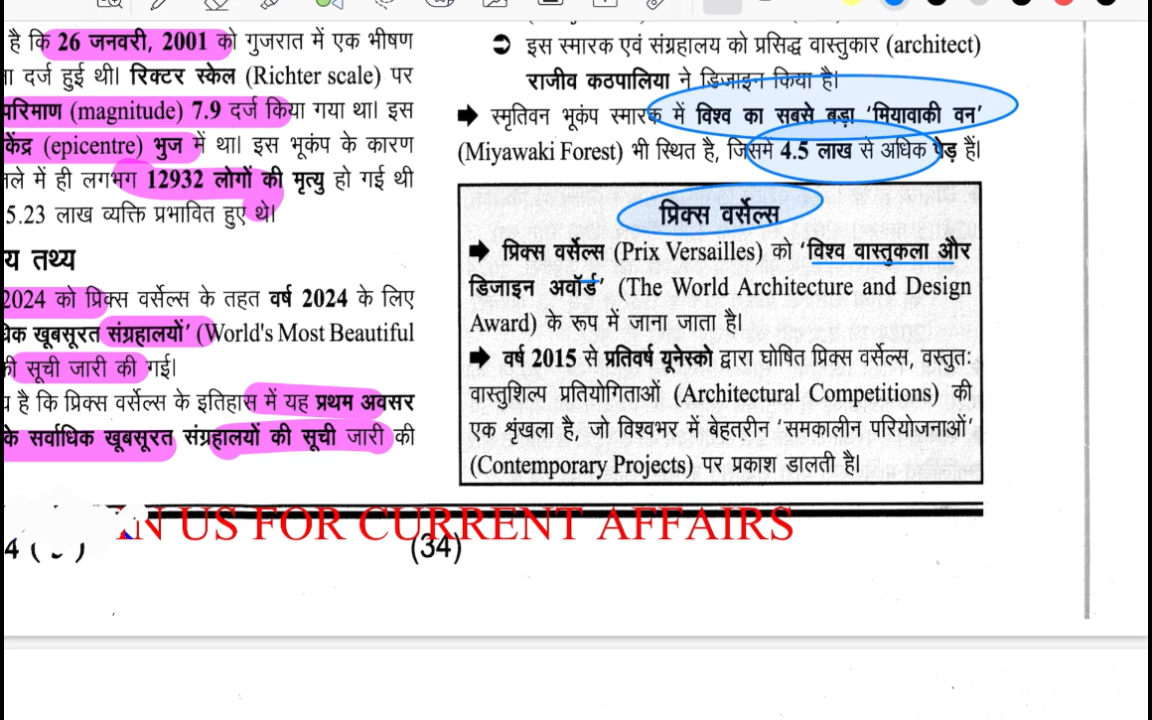 है कि 26 जनवरी, 2001 को गुजरात में एक भीषण
दर्ज हुई थी। रिक्टर स्केल (Richter scale) पर
परिमाण (magnitude) 7.9 दर्ज किया गया था। इस
केंद्र (epicentre) भुज में था। इस भूकंप के कारण
में ही लगभग 12932 लोगों की मृत्यु हो गई थी
5.23 लाख व्यक्ति प्रभावित हुए थे।
य तथ्य
2024 को प्रिक्स वर्सेल्स के तहत वर्ष 2024 के लिए
खूबसूरत संग्रहालयों' (World's Most Beautiful
की सूची जारी की गई।
है कि प्रिक्स वर्सेल्स के इतिहास में यह प्रथम अवसर
के सर्वाधिक खूबसूरत संग्रहालयों की सूची जारी की
➲ इस स्मारक एवं संग्रहालय को प्रसिद्ध वास्तुकार (architect)
राजीव कठपालिया ने डिजाइन किया है।
➡ स्मृतिवन भूकंप स्मारक में विश्व का सबसे बड़ा 'मियावाकी वन'
(Miyawaki Forest) भी स्थित है, जिसमें 4.5 लाख से अधिक पेड़ हैं।
प्रिक्स वर्सेल्स
➡ प्रिक्स वर्सेल्स (Prix Versailles) को 'विश्व वास्तुकला और
डिजाइन अवॉर्ड' (The World Architecture and Design
Award) के रूप में जाना जाता है।
➡ वर्ष 2015 से प्रतिवर्ष यूनेस्को द्वारा घोषित प्रिक्स वर्सेल्स, वस्तुतः
वास्तुशिल्प प्रतियोगिताओं (Architectural Competitions) की
एक श्रृंखला है, जो विश्वभर में बेहतरीन 'समकालीन परियोजनाओं'
(Contemporary Projects) पर प्रकाश डालती है।
IN US FOR CURRENT AFFAIRS
(34)